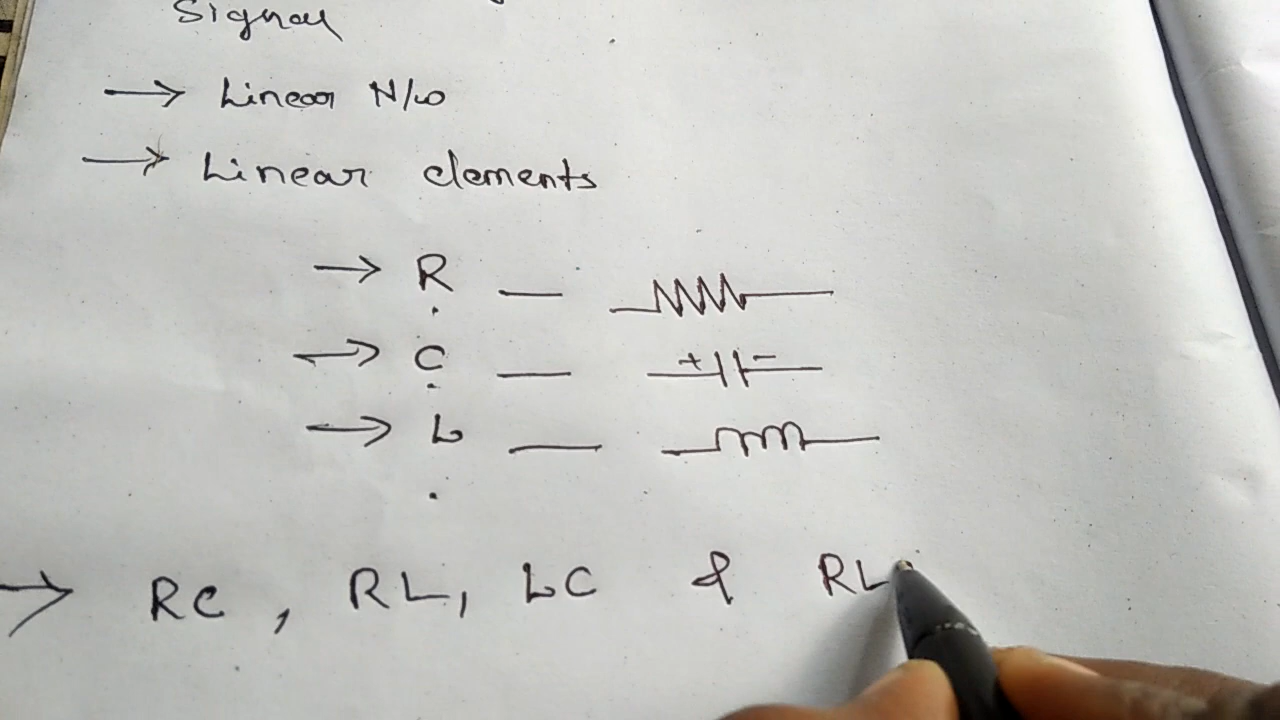 Signal
→ Linear N/w
→ Linear elements
→ R —
→ C — + -
→ L —
→ RC , RL, LC & RL